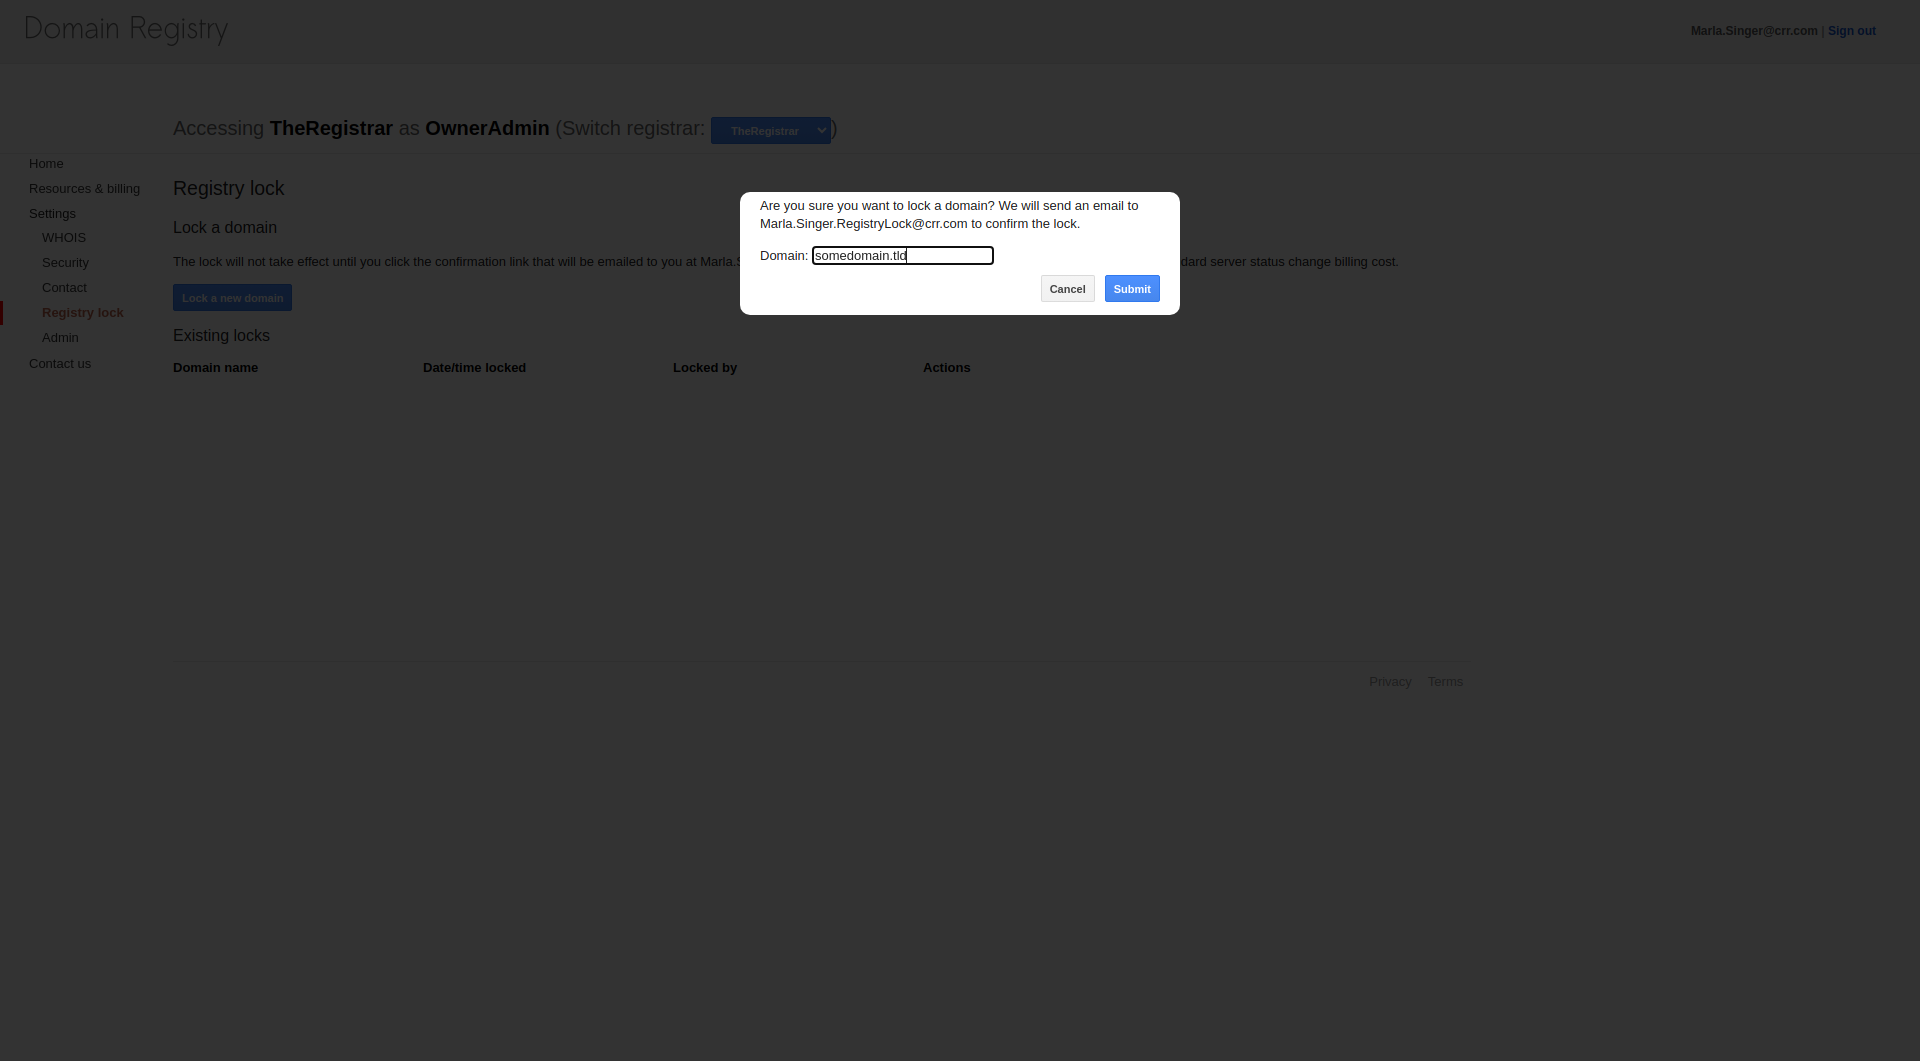 Domain Registry
Marla.Singer@crr.com | Sign out
Accessing TheRegistrar as OwnerAdmin (Switch registrar: TheRegistrar )
Home
Resources & billing
Settings
WHOIS
Security
Contact
Registry lock
Admin
Contact us
Registry lock
Lock a domain
The lock will not take effect until you click the confirmation link that will be emailed to you at
dard server status change billing cost.
Lock a new domain
Existing locks
Domain name
Date/time locked
Locked by
Actions
Are you sure you want to lock a domain? We will send an email to
Marla.Singer.RegistryLock@crr.com to confirm the lock.
Domain: somedomain.tld
Cancel
Submit
Privacy
Terms